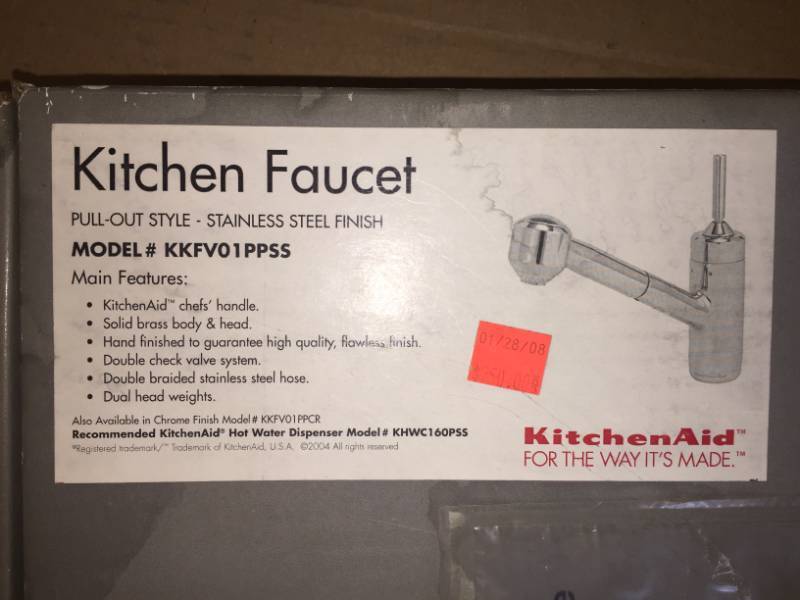 Kitchen Faucet
PULL-OUT STYLE - STAINLESS STEEL FINISH
MODEL# KKFV01PPSS
Main Features:
• KitchenAid™ chefs' handle.
• Solid brass body & head.
• Hand finished to guarantee high quality, flawless finish.
• Double check valve system.
• Double braided stainless steel hose.
• Dual head weights.
Also Available in Chrome Finish Model# KKFV01PPCR
Recommended KitchenAid® Hot Water Dispenser Model# KHWC160PSS
®Registered trademark/™ Trademark of KitchenAid, U.S.A. ©2004 All rights reserved
01/28/08
KitchenAid™
FOR THE WAY IT'S MADE.™